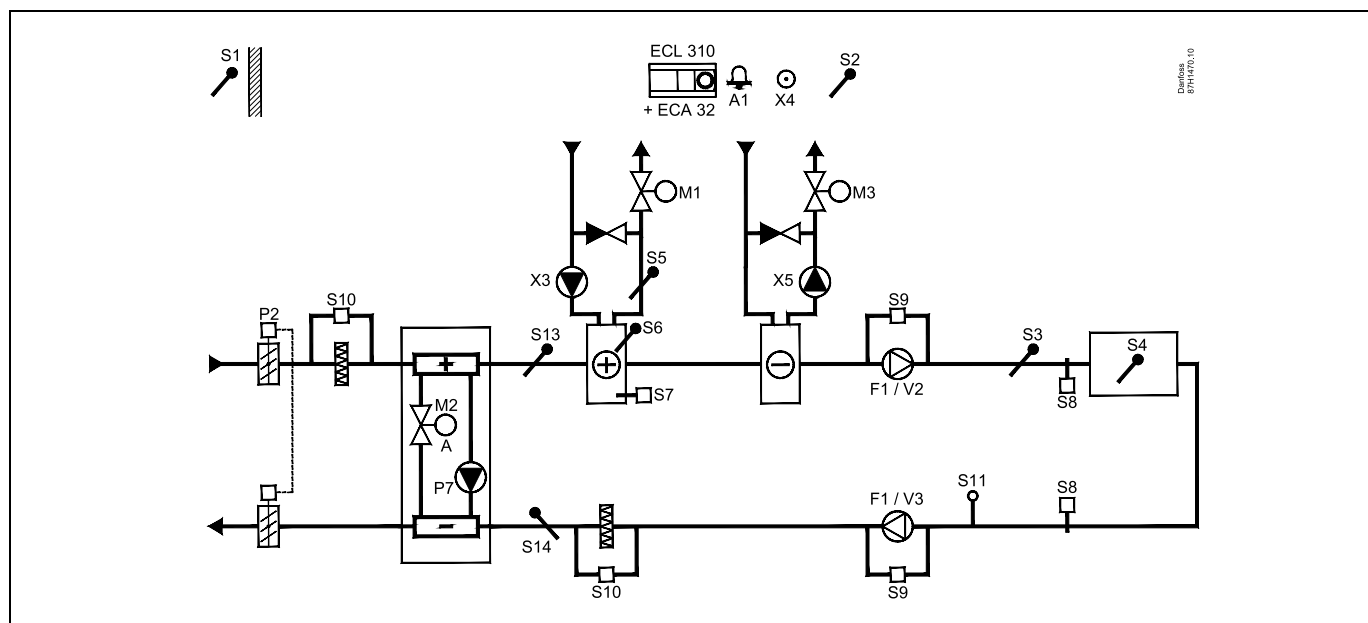 S1
ECL 310
+ ECA 32
A1
X4
S2
Danfoss
87H1470.10
M1
M3
X3
S5
X5
P2
S10
S13
S6
S7
S9
F1 / V2
S3
S4
S8
M2
A
P7
S14
S10
F1 / V3
S9
S11
S8